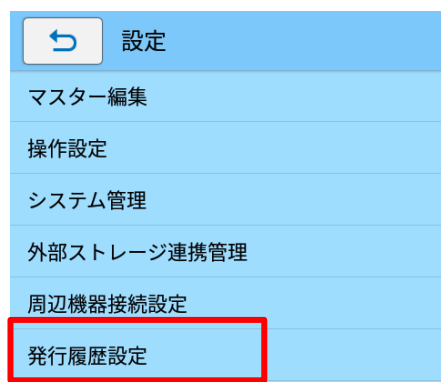 設定
マスター編集
操作設定
システム管理
外部ストレージ連携管理
周辺機器接続設定
発行履歴設定